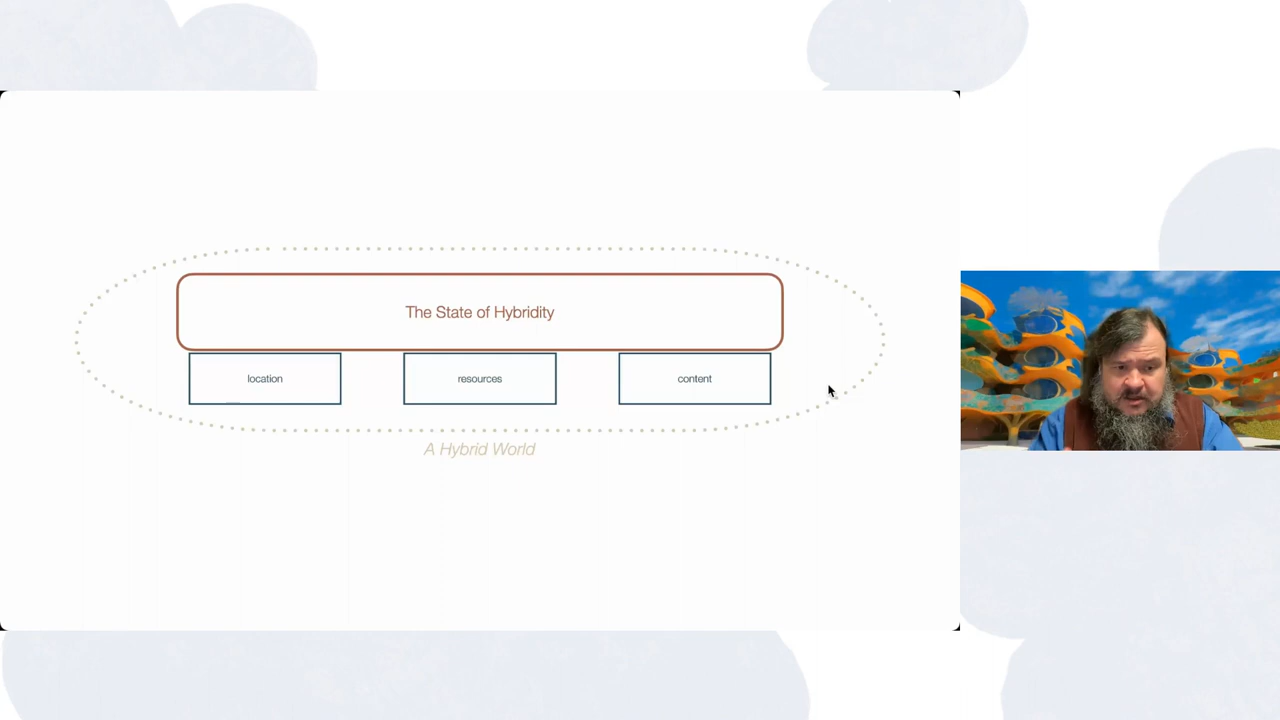 The State of Hybridity
location
resources
content
A Hybrid World